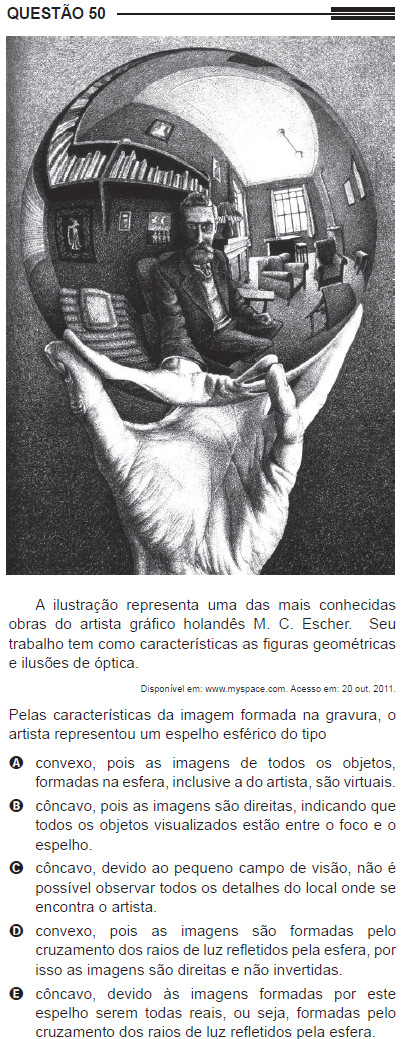 QUESTÃO 50
A ilustração representa uma das mais conhecidas
obras do artista gráfico holandês M. C. Escher. Seu
trabalho tem como características as figuras geométricas
e ilusões de óptica.
Disponível em: www.myspace.com. Acesso em: 20 out. 2011.
Pelas características da imagem formada na gravura, o
artista representou um espelho esférico do tipo
A convexo, pois as imagens de todos os objetos,
formadas na esfera, inclusive a do artista, são virtuais.
B côncavo, pois as imagens são direitas, indicando que
todos os objetos visualizados estão entre o foco e o
espelho.
C côncavo, devido ao pequeno campo de visão, não é
possível observar todos os detalhes do local onde se
encontra o artista.
D convexo, pois as imagens são formadas pelo
cruzamento dos raios de luz refletidos pela esfera, por
isso as imagens são direitas e não invertidas.
E côncavo, devido às imagens formadas por este
espelho serem todas reais, ou seja, formadas pelo
cruzamento dos raios de luz refletidos pela esfera.